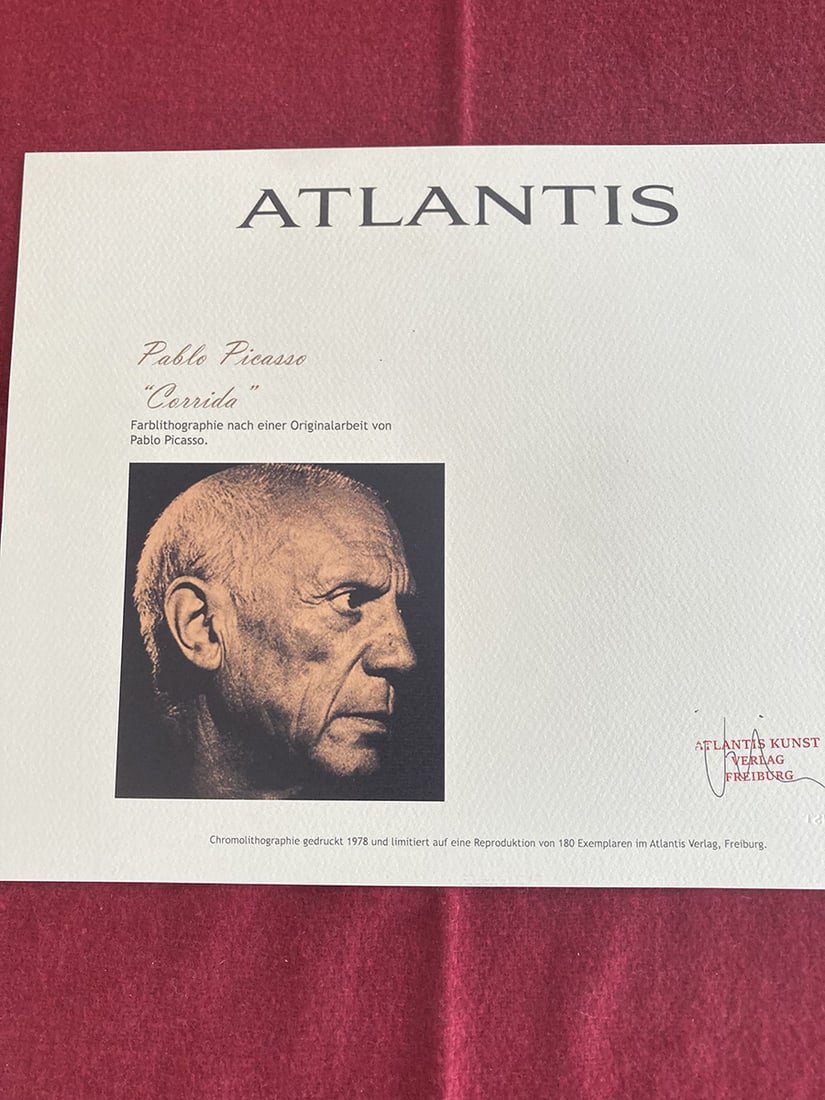 ATLANTIS
Pablo Picasso
"Corrida"
Farblithographie nach einer Originalarbeit von
Pablo Picasso.
ATLANTIS KUNST
VERLAG
FREIBURG
Chromolithographie gedruckt 1978 und limitiert auf eine Reproduktion von 180 Exemplaren im Atlantis Verlag, Freiburg.